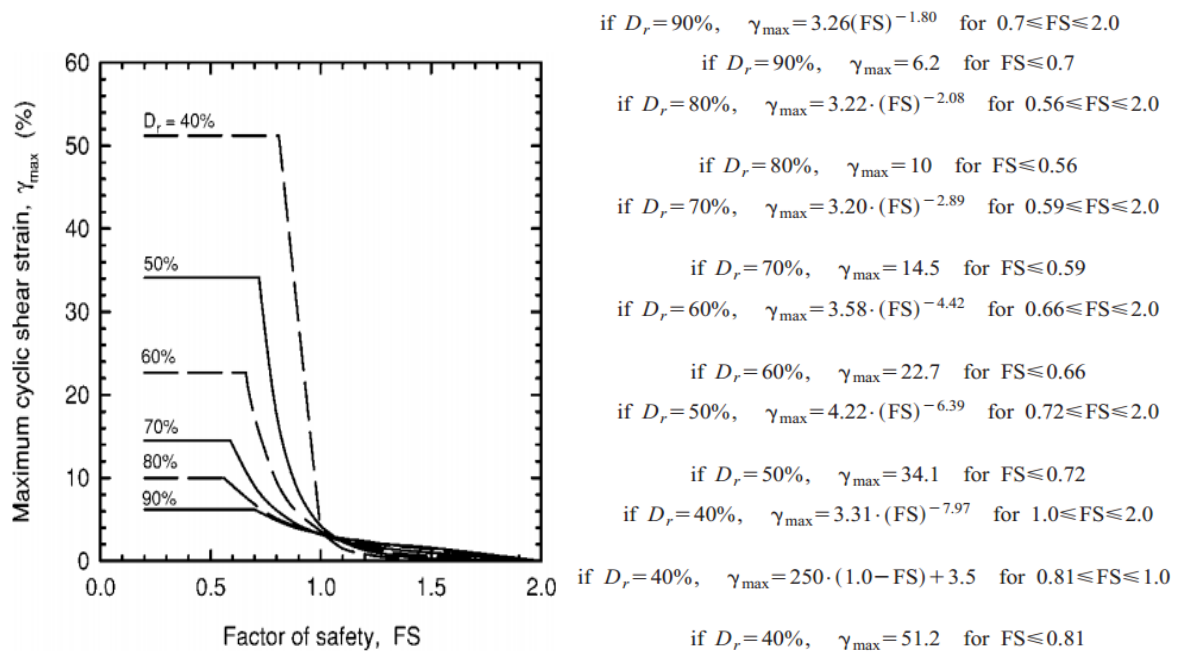 60
50
40
30
20
10
0
0.0 0.5 1.0 1.5 2.0
Maximum cyclic shear strain, γmax (%)
Factor of safety, FS
Dr = 40%
50%
60%
70%
80%
90%
if Dr=90%, γmax=3.26(FS)−1.80 for 0.7⩽FS⩽2.0
if Dr=90%, γmax=6.2 for FS⩽0.7
if Dr=80%, γmax=3.22·(FS)−2.08 for 0.56⩽FS⩽2.0
if Dr=80%, γmax=10 for FS⩽0.56
if Dr=70%, γmax=3.20·(FS)−2.89 for 0.59⩽FS⩽2.0
if Dr=70%, γmax=14.5 for FS⩽0.59
if Dr=60%, γmax=3.58·(FS)−4.42 for 0.66⩽FS⩽2.0
if Dr=60%, γmax=22.7 for FS⩽0.66
if Dr=50%, γmax=4.22·(FS)−6.39 for 0.72⩽FS⩽2.0
if Dr=50%, γmax=34.1 for FS⩽0.72
if Dr=40%, γmax=3.31·(FS)−7.97 for 1.0⩽FS⩽2.0
if Dr=40%, γmax=250·(1.0−FS)+3.5 for 0.81⩽FS⩽1.0
if Dr=40%, γmax=51.2 for FS⩽0.81